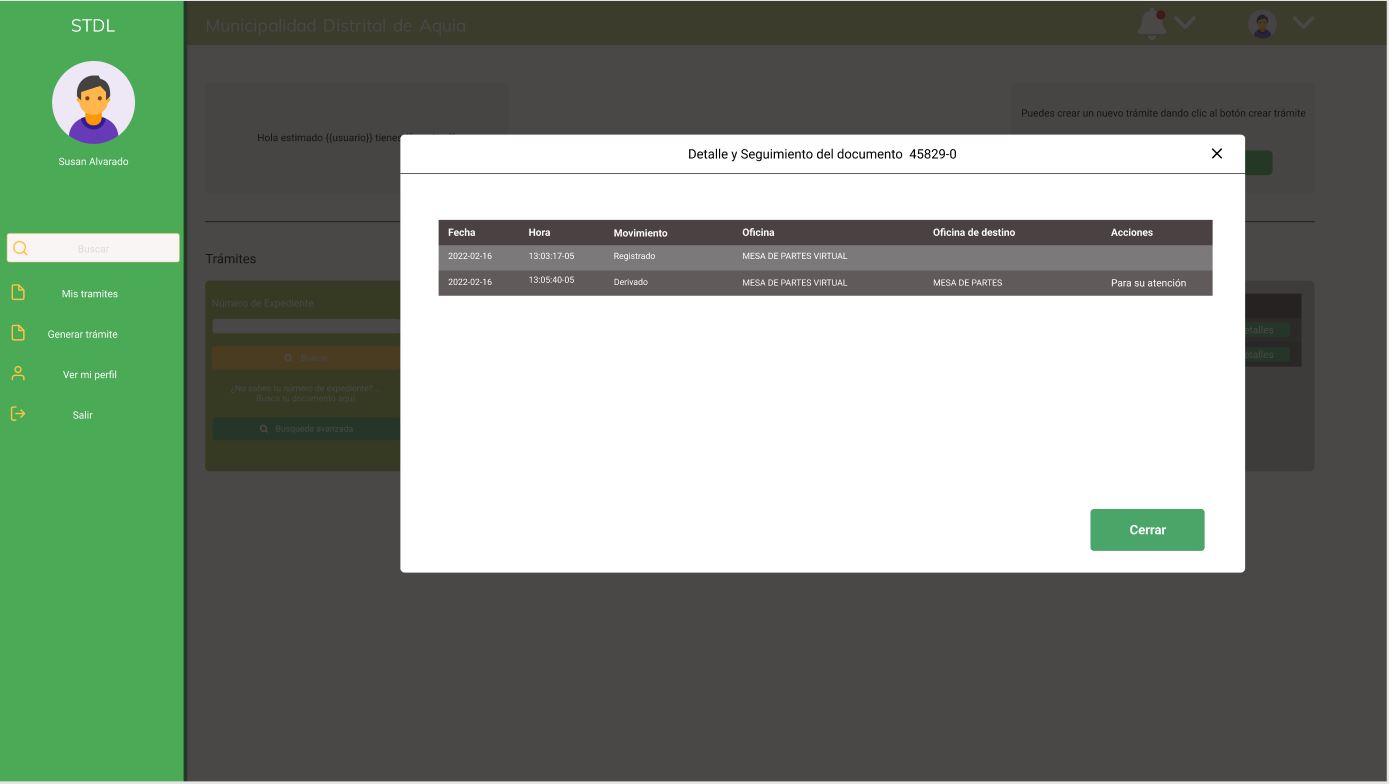 STDL
Susan Alvarado
Buscar
Mis tramites
Generar trámite
Ver mi perfil
Salir
Municipalidad Distrital de Aquia
Hola estimado {{usuario}} tienes
Puedes crear un nuevo trámite dando clic al botón crear trámite
Trámites
Número de Expediente
Buscar
¿No sabes tu número de expediente?...
Busca tu documento aquí
Busqueda avanzada
etalles
etalles
Detalle y Seguimiento del documento 45829-0
Fecha Hora Movimiento Oficina Oficina de destino Acciones
2022-02-16 13:03:17-05 Registrado MESA DE PARTES VIRTUAL
2022-02-16 13:05:40-05 Derivado MESA DE PARTES VIRTUAL MESA DE PARTES Para su atención
Cerrar